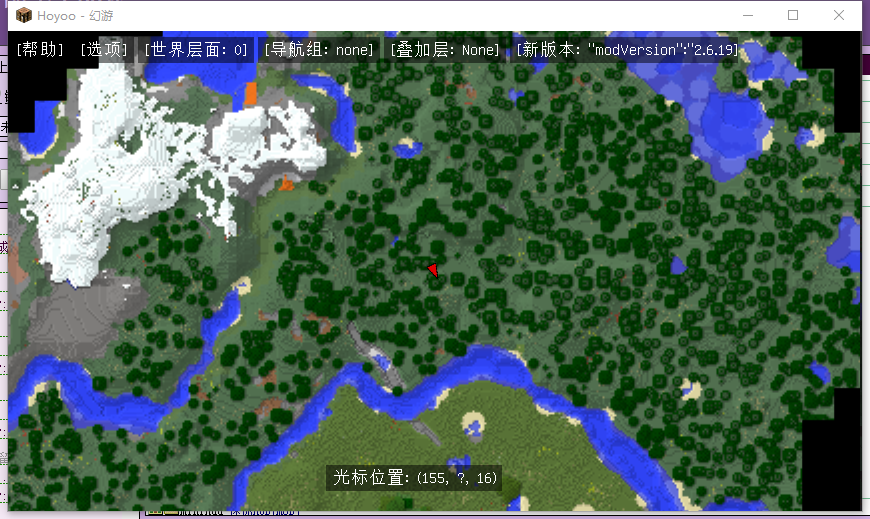 Hoyoo - 幻游
[帮助] [选项] [世界层面: 0] [导航组: none] [叠加层: None] [新版本: "modVersion":"2.6.19]
光标位置: (155, ?, 16)